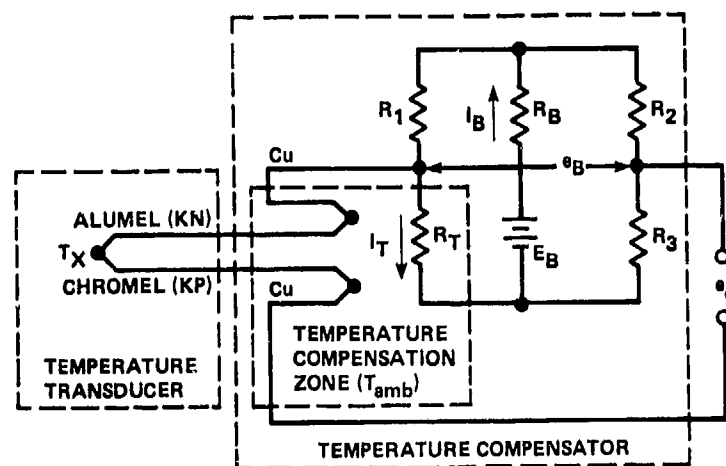 R1
IB
RB
R2
Cu
eB
ALUMEL (KN)
TX
IT
RT
EB
R3
CHROMEL (KP)
Cu
TEMPERATURE
COMPENSATION
ZONE (Tamb)
TEMPERATURE
TRANSDUCER
TEMPERATURE COMPENSATOR